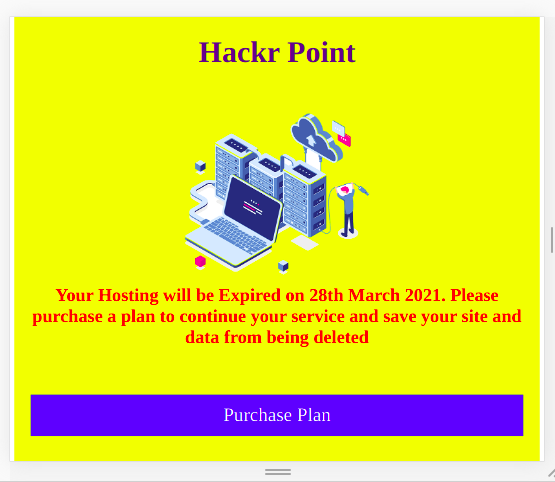 Hackr Point
Your Hosting will be Expired on 28th March 2021. Please
purchase a plan to continue your service and save your site and
data from being deleted
Purchase Plan